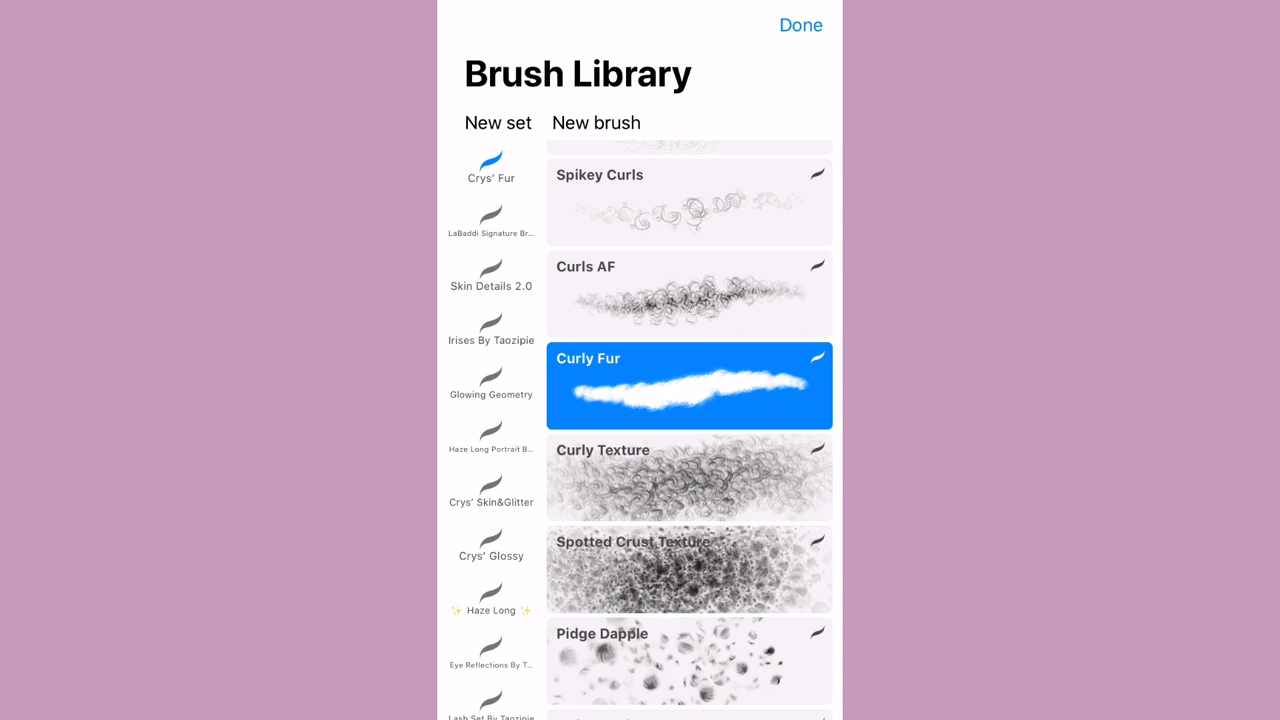 Done
Brush Library
New set
New brush
Crys' Fur
LaBaddi Signature Br...
Skin Details 2.0
Irises By Taozipie
Glowing Geometry
Haze Long Portrait B...
Crys' Skin&Glitter
Crys' Glossy
✨ Haze Long ✨
Eye Reflections By T...
Lash Set By Taozipie
Spikey Curls
Curls AF
Curly Fur
Curly Texture
Spotted Crust Texture
Pidge Dapple